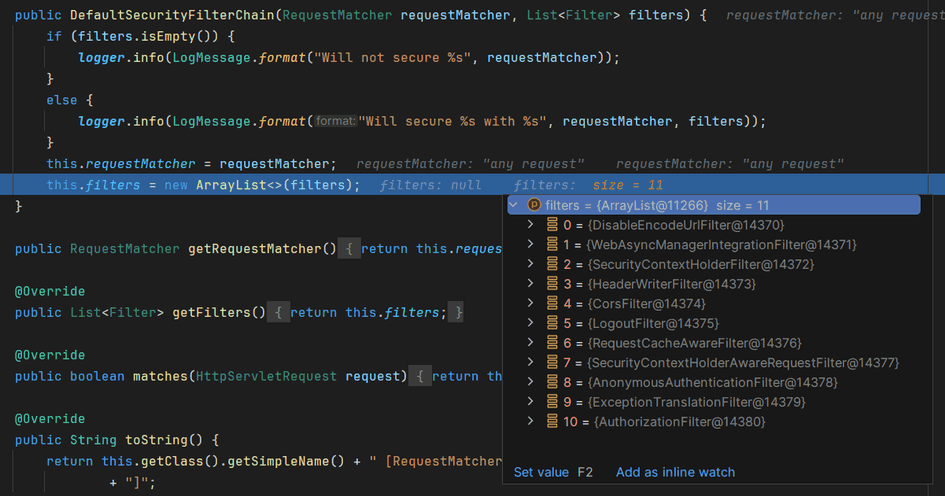 public DefaultSecurityFilterChain(RequestMatcher requestMatcher, List<Filter> filters) { requestMatcher: "any request
if (filters.isEmpty()) {
logger.info(LogMessage.format("Will not secure %s", requestMatcher));
}
else {
logger.info(LogMessage.format( format: "Will secure %s with %s", requestMatcher, filters));
}
this.requestMatcher = requestMatcher; requestMatcher: "any request" requestMatcher: "any request"
this.filters = new ArrayList<>(filters); filters: null filters: size = 11
}
filters = {ArrayList@11266} size = 11
0 = {DisableEncodeUrlFilter@14370}
1 = {WebAsyncManagerIntegrationFilter@14371}
2 = {SecurityContextHolderFilter@14372}
3 = {HeaderWriterFilter@14373}
4 = {CorsFilter@14374}
5 = {LogoutFilter@14375}
6 = {RequestCacheAwareFilter@14376}
7 = {SecurityContextHolderAwareRequestFilter@14377}
8 = {AnonymousAuthenticationFilter@14378}
9 = {ExceptionTranslationFilter@14379}
10 = {AuthorizationFilter@14380}
Set value F2 Add as inline watch
public RequestMatcher getRequestMatcher() { return this.reques
@Override
public List<Filter> getFilters() { return this.filters; }
@Override
public boolean matches(HttpServletRequest request) { return th
@Override
public String toString() {
return this.getClass().getSimpleName() + " [RequestMatcher
+ "]";